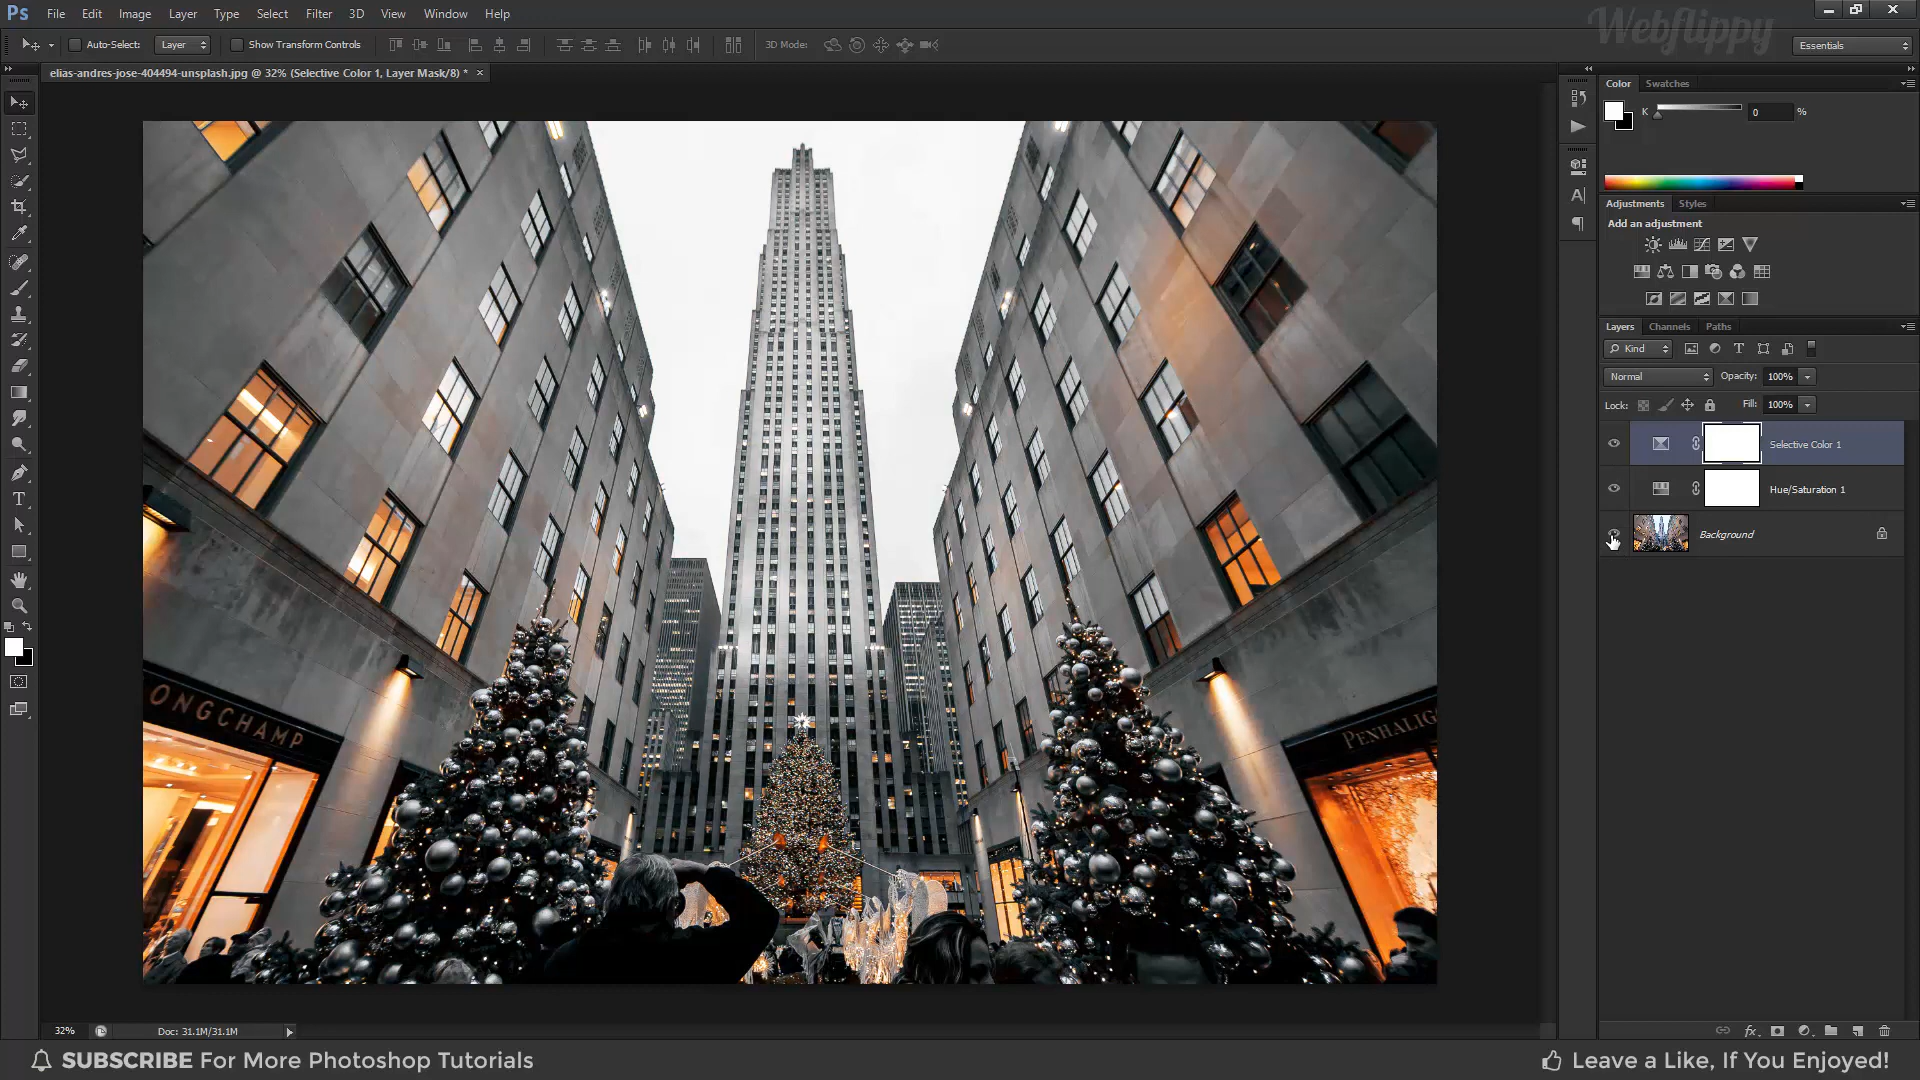 Webflippy
Ps File Edit Image Layer Type Select Filter 3D View Window Help
Auto-Select: Layer Show Transform Controls 3D Mode: Essentials
elias-andres-jose-404494-unsplash.jpg @ 32% (Selective Color 1, Layer Mask/8) * ×
Color Swatches
K 0 %
Adjustments Styles
Add an adjustment
Layers Channels Paths
Kind
Normal Opacity: 100%
Lock: Fill: 100%
Selective Color 1
Hue/Saturation 1
Background
ONGCHAMP
PENHALIG
32% Doc: 31.1M/31.1M
SUBSCRIBE For More Photoshop Tutorials
Leave a Like, If You Enjoyed!